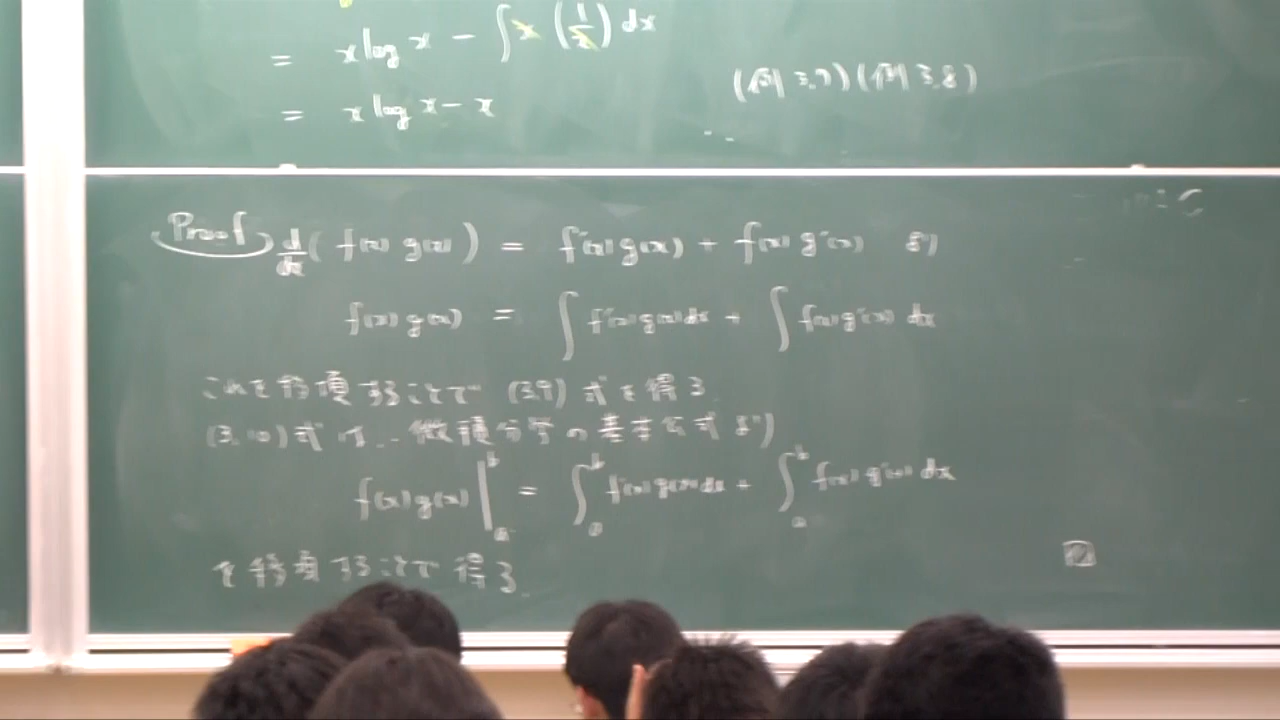 = x log x − ∫ x (1/x) dx
= x log x − x
(例 3.7)(例 3.8)
Proof d/dx ( f(x) g(x) ) = f'(x) g(x) + f(x) g'(x) より
f(x) g(x) = ∫ f'(x) g(x) dx + ∫ f(x) g'(x) dx
これを移項することで (3.9) 式を得る
(3.10) 式は、微積分学の基本公式より
f(x) g(x) |_a^b = ∫_a^b f'(x) g(x) dx + ∫_a^b f(x) g'(x) dx
を移項することで得る.